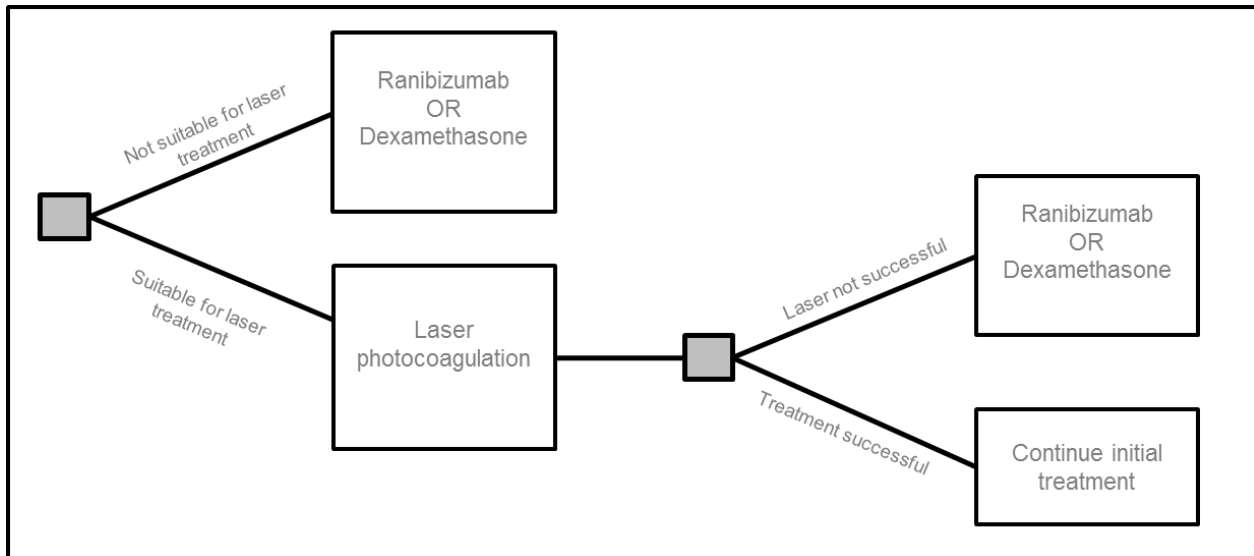 Not suitable for laser
treatment
Ranibizumab
OR
Dexamethasone
Suitable for laser
treatment
Laser
photocoagulation
Laser not successful
Ranibizumab
OR
Dexamethasone
Treatment successful
Continue initial
treatment